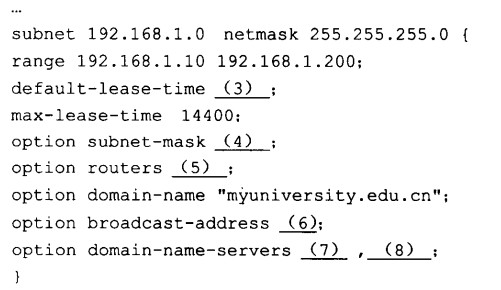 …
subnet 192.168.1.0 netmask 255.255.255.0 {
range 192.168.1.10 192.168.1.200;
default-lease-time (3) ;
max-lease-time 14400;
option subnet-mask (4) ;
option routers (5) ;
option domain-name "myuniversity.edu.cn";
option broadcast-address (6);
option domain-name-servers (7) , (8) ;
}